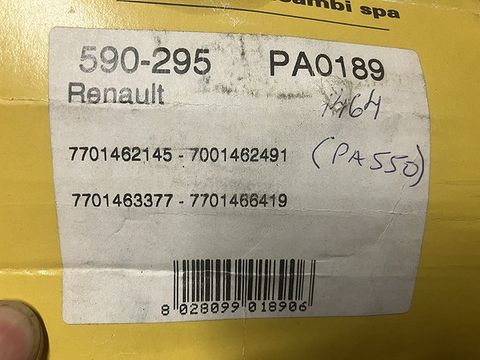 cambi spa
590-295 PA0189
Renault
1464
7701462145 - 7001462491
(PA550)
7701463377 - 7701466419
8 028099 018906